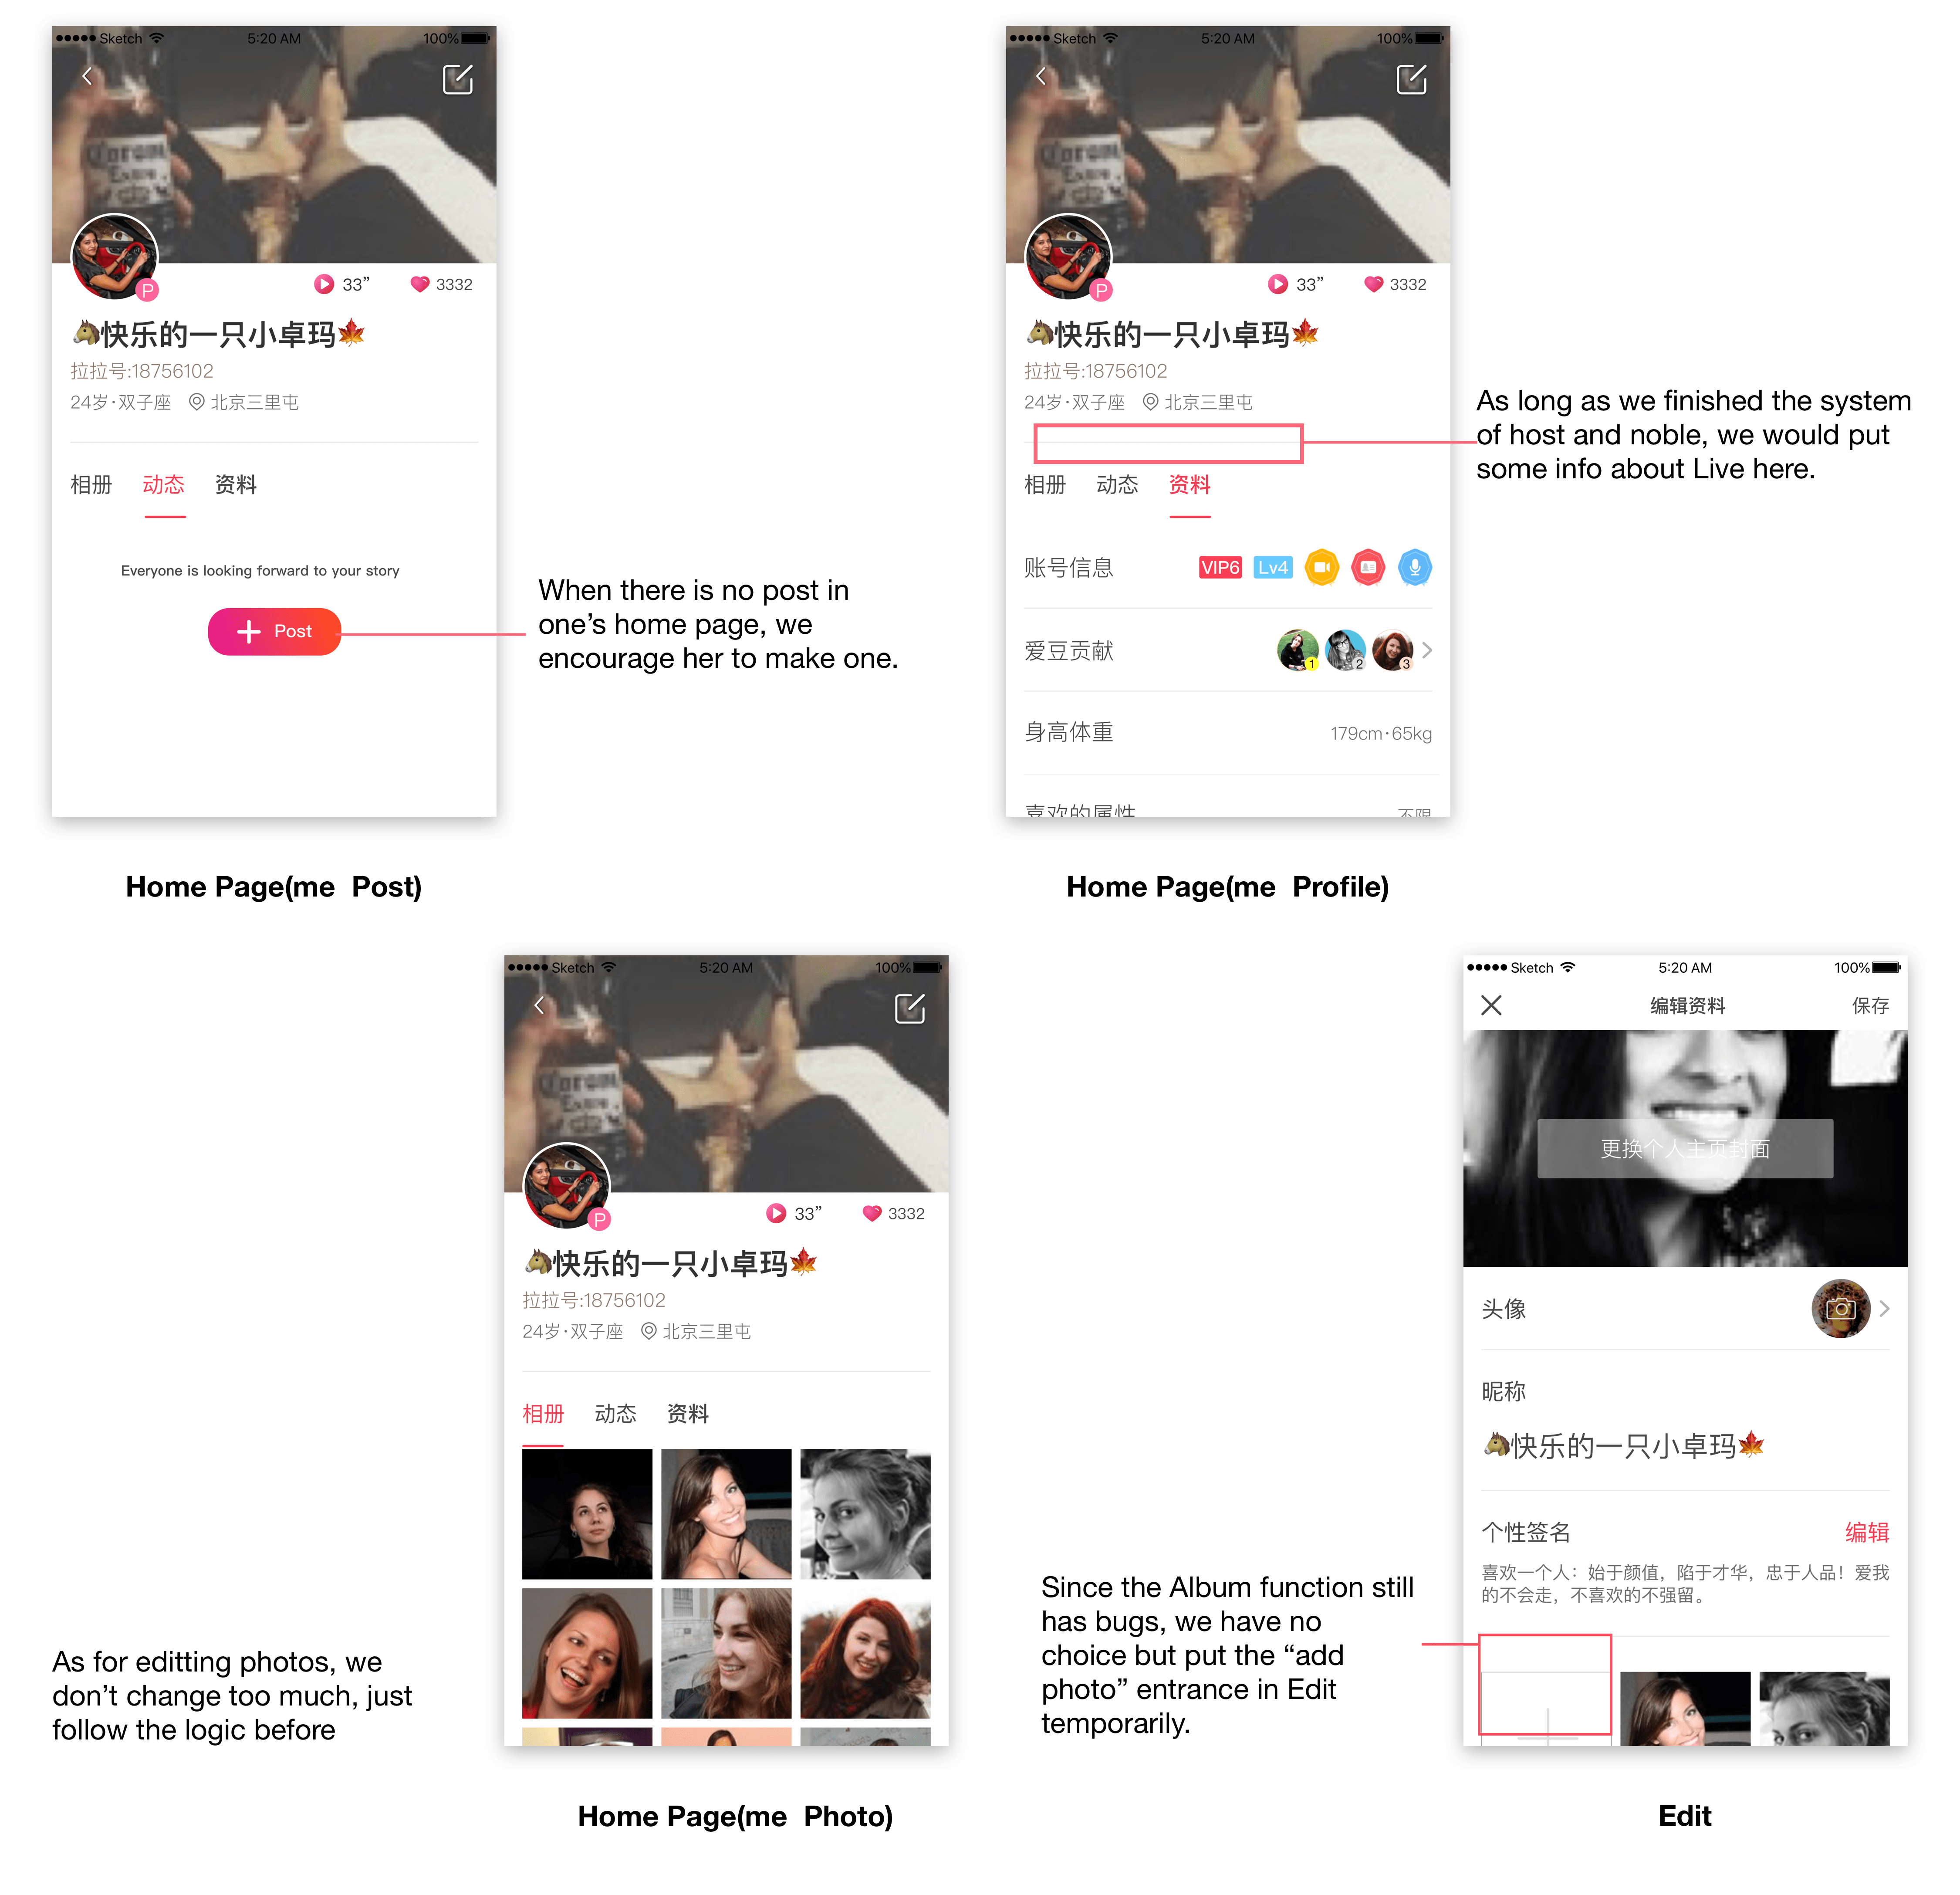 Sketch 5:20 AM 100%
Corona
Extra
P
33” 3332
快乐的一只小卓玛
拉拉号:18756102
24岁·双子座 北京三里屯
相册 动态 资料
Everyone is looking forward to your story
Post
When there is no post in
one’s home page, we
encourage her to make one.
Home Page(me Post)
Sketch 5:20 AM 100%
Corona
Extra
P
33” 3332
快乐的一只小卓玛
拉拉号:18756102
24岁·双子座 北京三里屯
As long as we finished the system
of host and noble, we would put
some info about Live here.
相册 动态 资料
账号信息 VIP6 Lv4
爱豆贡献 1 2 3
身高体重 179cm·65kg
喜欢的属性 不限
Home Page(me Profile)
Sketch 5:20 AM 100%
Corona
Extra
P
33” 3332
快乐的一只小卓玛
拉拉号:18756102
24岁·双子座 北京三里屯
相册 动态 资料
As for editting photos, we
don’t change too much, just
follow the logic before
Home Page(me Photo)
Sketch 5:20 AM 100%
编辑资料 保存
更换个人主页封面
头像
昵称
快乐的一只小卓玛
个性签名 编辑
喜欢一个人：始于颜值，陷于才华，忠于人品！爱我
的不会走，不喜欢的不强留。
Since the Album function still
has bugs, we have no
choice but put the “add
photo” entrance in Edit
temporarily.
Edit